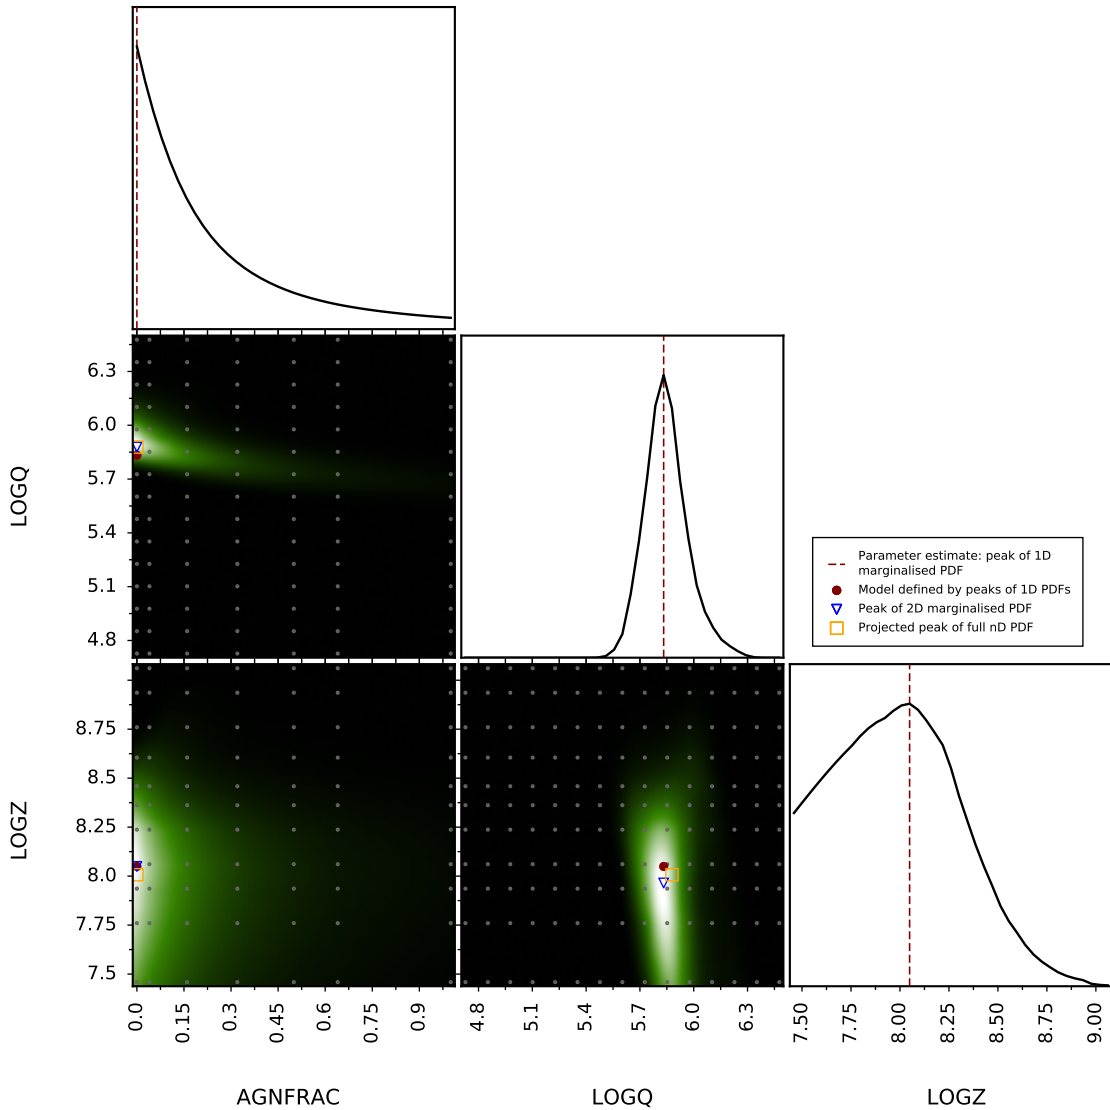 LOGQ
6.3
6.0
5.7
5.4
5.1
4.8
Parameter estimate: peak of 1D
marginalised PDF
Model defined by peaks of 1D PDFs
Peak of 2D marginalised PDF
Projected peak of full nD PDF
LOGZ
8.75
8.5
8.25
8.0
7.75
7.5
0.0 0.15 0.3 0.45 0.6 0.75 0.9
4.8 5.1 5.4 5.7 6.0 6.3
7.50 7.75 8.00 8.25 8.50 8.75 9.00
AGNFRAC LOGQ LOGZ